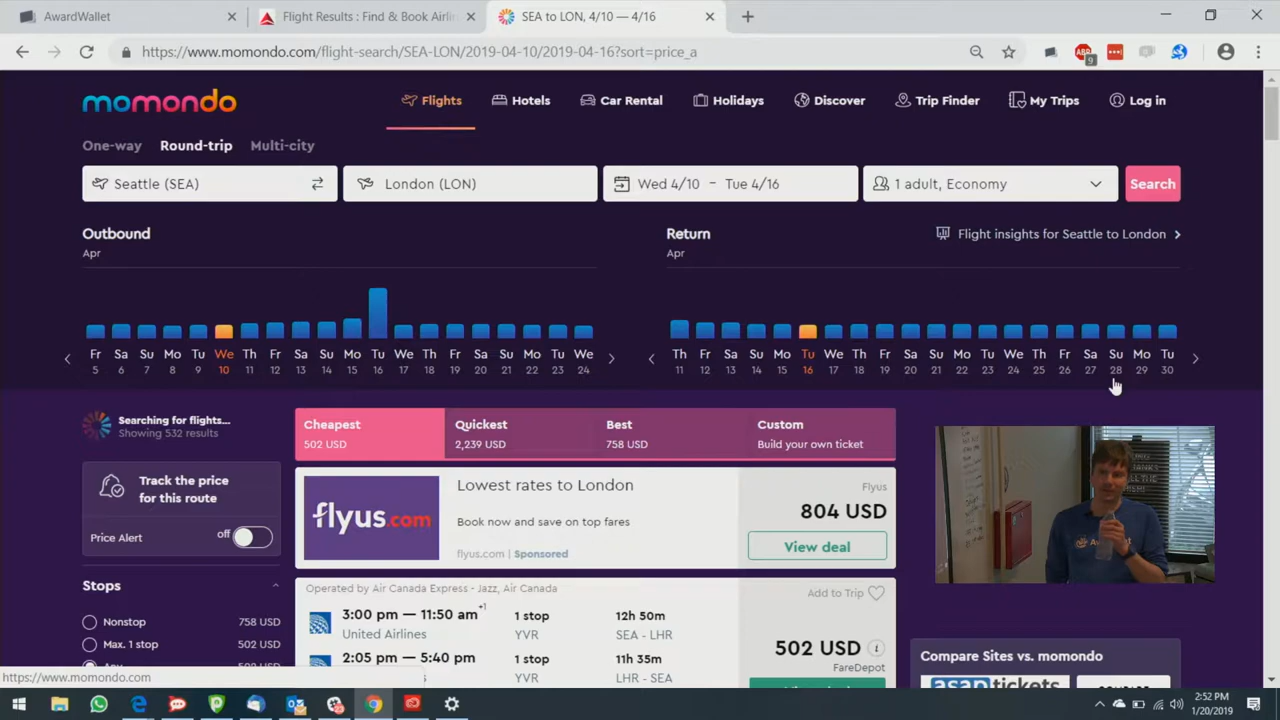 AwardWallet
Flight Results : Find & Book Airlin
SEA to LON, 4/10 — 4/16
https://www.momondo.com/flight-search/SEA-LON/2019-04-10/2019-04-16?sort=price_a
9
momondo
Flights
Hotels
Car Rental
Holidays
Discover
Trip Finder
My Trips
Log in
One-way
Round-trip
Multi-city
Seattle (SEA)
London (LON)
Wed 4/10 – Tue 4/16
1 adult, Economy
Search
Outbound
Apr
Return
Apr
Flight insights for Seattle to London
Fr Sa Su Mo Tu We Th Fr Sa Su Mo Tu We Th Fr Sa Su Mo Tu We
5 6 7 8 9 10 11 12 13 14 15 16 17 18 19 20 21 22 23 24
Th Fr Sa Su Mo Tu We Th Fr Sa Su Mo Tu We Th Fr Sa Su Mo Tu
11 12 13 14 15 16 17 18 19 20 21 22 23 24 25 26 27 28 29 30
Searching for flights...
Showing 532 results
Cheapest
502 USD
Quickest
2,239 USD
Best
758 USD
Custom
Build your own ticket
Track the price
for this route
Price Alert
off
flyus.com
Lowest rates to London
Book now and save on top fares
flyus.com | Sponsored
Flyus
804 USD
View deal
Stops
Nonstop 758 USD
Max. 1 stop 502 USD
Operated by Air Canada Express - Jazz, Air Canada
3:00 pm — 11:50 am+1
1 stop
12h 50m
United Airlines
YVR
SEA - LHR
2:05 pm — 5:40 pm
1 stop
11h 35m
YVR
LHR - SEA
Add to Trip
502 USD
FareDepot
Compare Sites vs. momondo
asaptickets
https://www.momondo.com
2:52 PM
1/20/2019